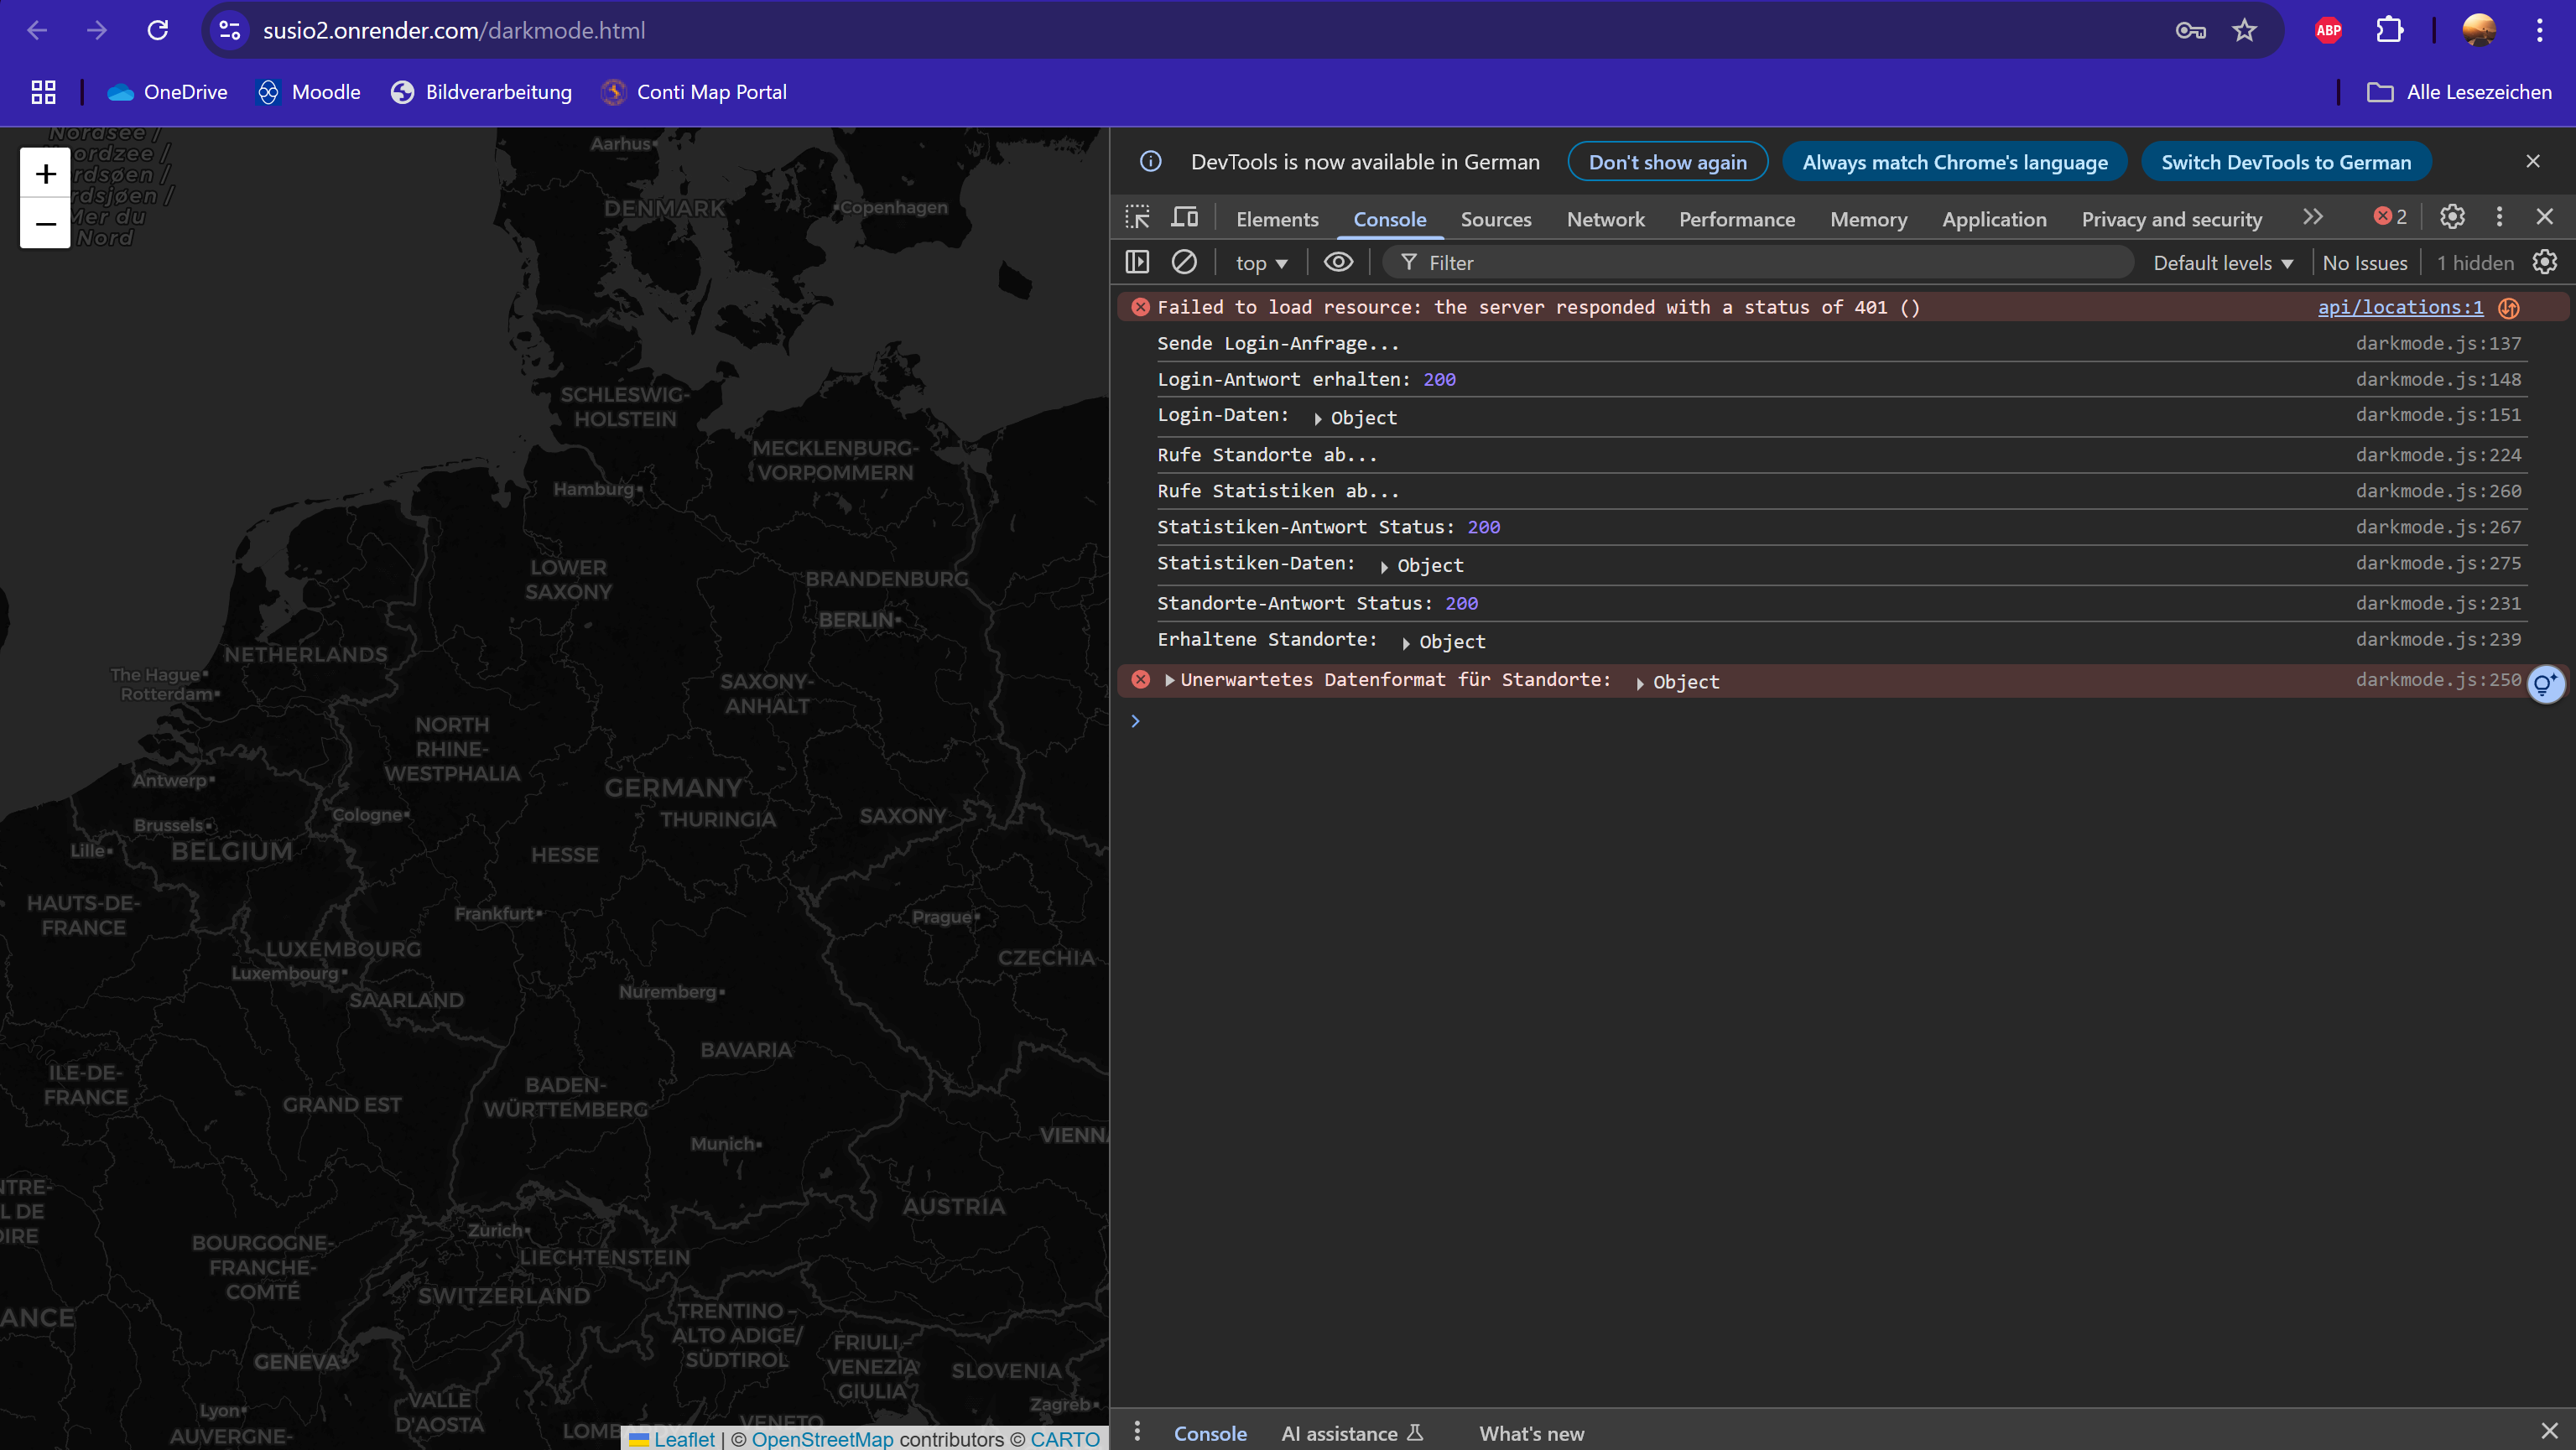 susio2.onrender.com/darkmode.html
ABP
OneDrive
Moodle
Bildverarbeitung
Conti Map Portal
Alle Lesezeichen
Nordsee /
ordzee /
rdsøen /
rdsjøen /
Mer du
Nord
+
−
Aarhus
DENMARK
Copenhagen
SCHLESWIG-
HOLSTEIN
MECKLENBURG-
VORPOMMERN
Hamburg
LOWER
SAXONY
BRANDENBURG
BERLIN
NETHERLANDS
The Hague
Rotterdam
SAXONY-
ANHALT
NORTH
RHINE-
WESTPHALIA
Antwerp
GERMANY
Cologne
THURINGIA
SAXONY
Brussels
Lille
BELGIUM
HESSE
HAUTS-DE-
FRANCE
Frankfurt
Prague
LUXEMBOURG
Luxembourg
CZECHIA
SAARLAND
Nuremberg
BAVARIA
ILE-DE-
FRANCE
BADEN-
WÜRTTEMBERG
GRAND EST
Munich
VIENNA
NTRE-
L DE
OIRE
AUSTRIA
Zürich
BOURGOGNE-
FRANCHE-
COMTÉ
LIECHTENSTEIN
SWITZERLAND
ANCE
TRENTINO –
ALTO ADIGE/
SÜDTIROL
FRIULI –
VENEZIA
GIULIA
GENEVA
SLOVENIA
VALLE
D'AOSTA
Zagreb
Lyon
AUVERGNE-
VENETO
Leaflet | © OpenStreetMap contributors © CARTO
DevTools is now available in German
Don't show again
Always match Chrome's language
Switch DevTools to German
Elements
Console
Sources
Network
Performance
Memory
Application
Privacy and security
2
top
Filter
Default levels
No Issues
1 hidden
Failed to load resource: the server responded with a status of 401 () api/locations:1
Sende Login-Anfrage... darkmode.js:137
Login-Antwort erhalten: 200 darkmode.js:148
Login-Daten: Object darkmode.js:151
Rufe Standorte ab... darkmode.js:224
Rufe Statistiken ab... darkmode.js:260
Statistiken-Antwort Status: 200 darkmode.js:267
Statistiken-Daten: Object darkmode.js:275
Standorte-Antwort Status: 200 darkmode.js:231
Erhaltene Standorte: Object darkmode.js:239
Unerwartetes Datenformat für Standorte: Object darkmode.js:250
Console
AI assistance
What's new